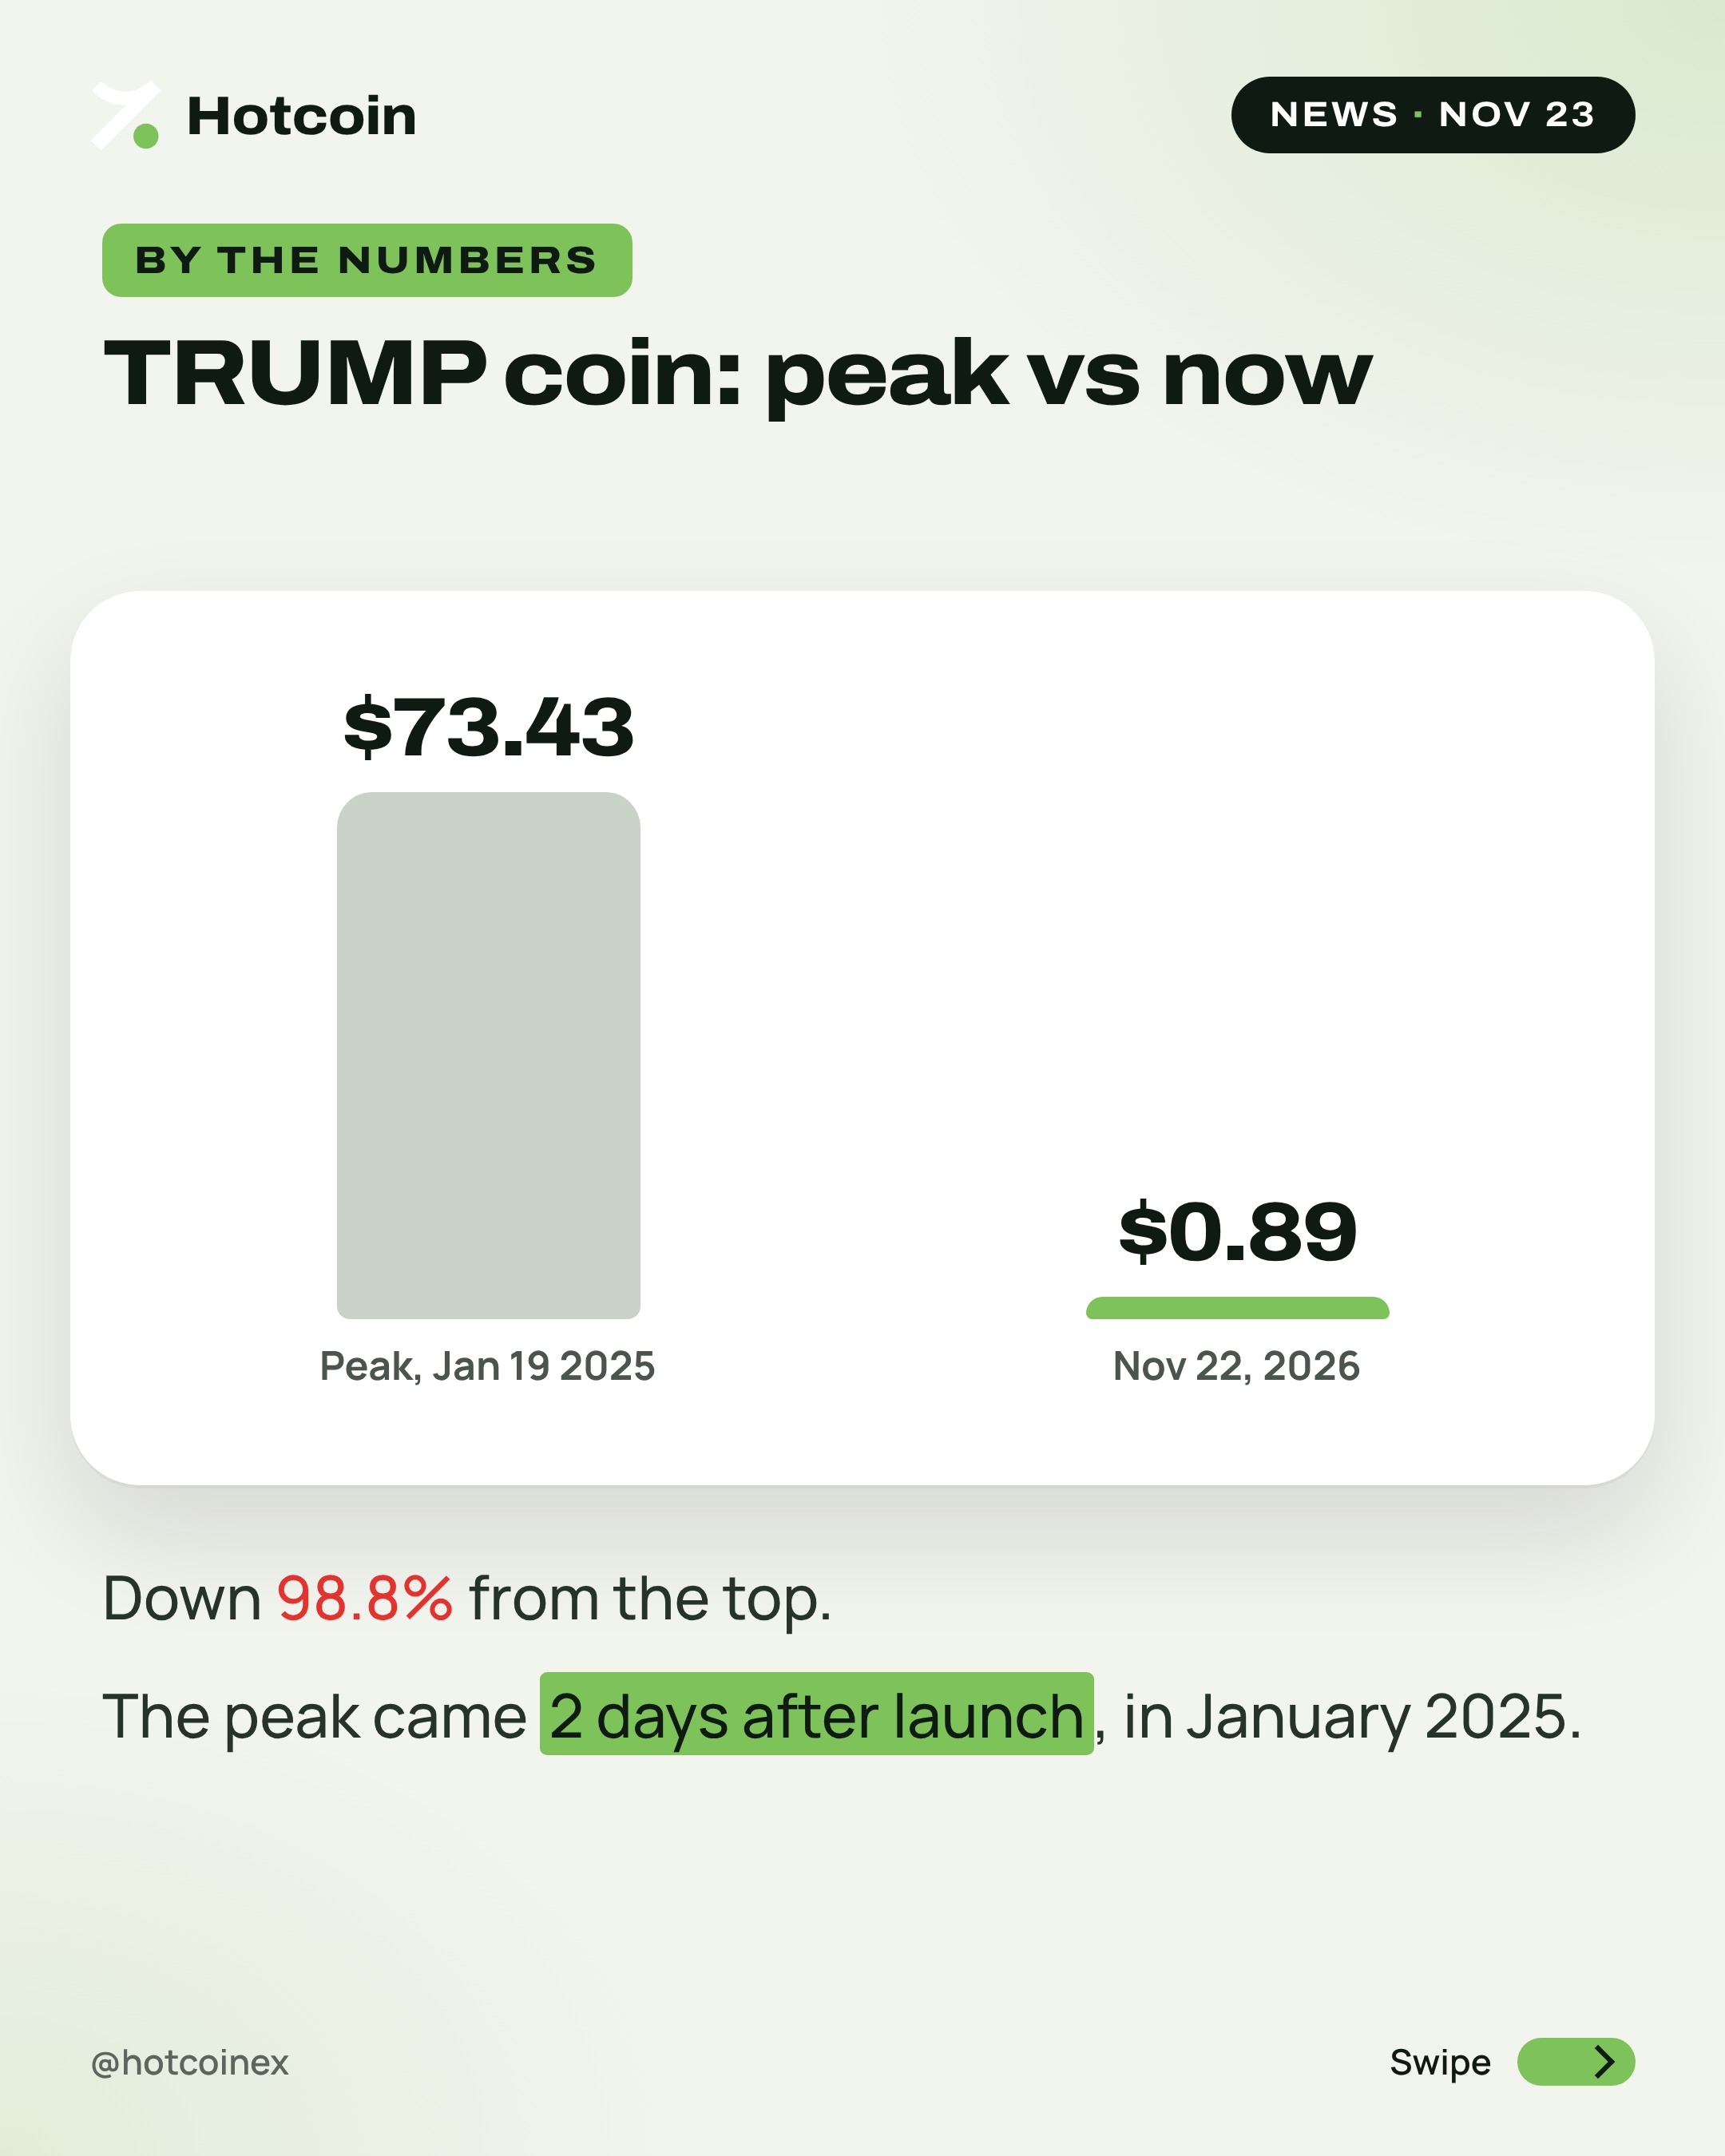 Hotcoin
NEWS · NOV 23
BY THE NUMBERS
TRUMP coin: peak vs now
$73.43
$0.89
Peak, Jan 19 2025
Nov 22, 2026
Down 98.8% from the top.
The peak came 2 days after launch, in January 2025.
@hotcoinex
Swipe